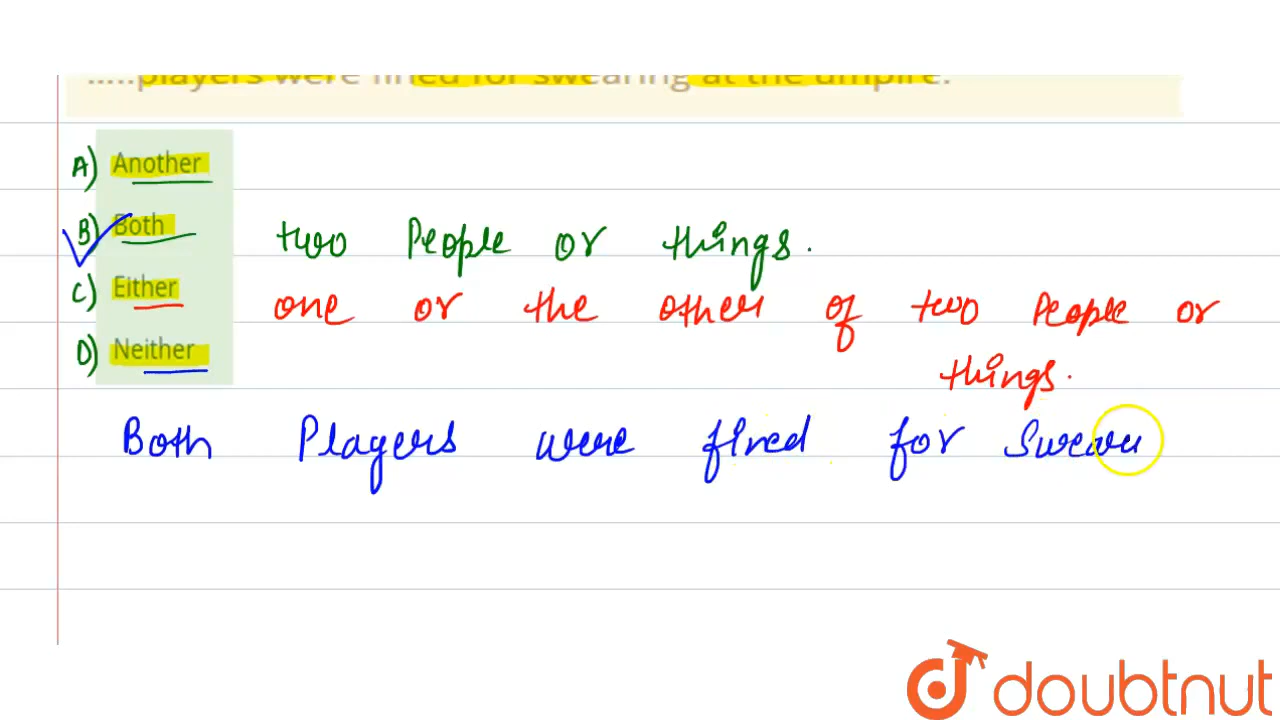 .....players were fined for swearing at the umpire.
A) Another
B) Both two People or things.
C) Either one or the other of two People or
things.
D) Neither
Both Players were fined for
doubtnut